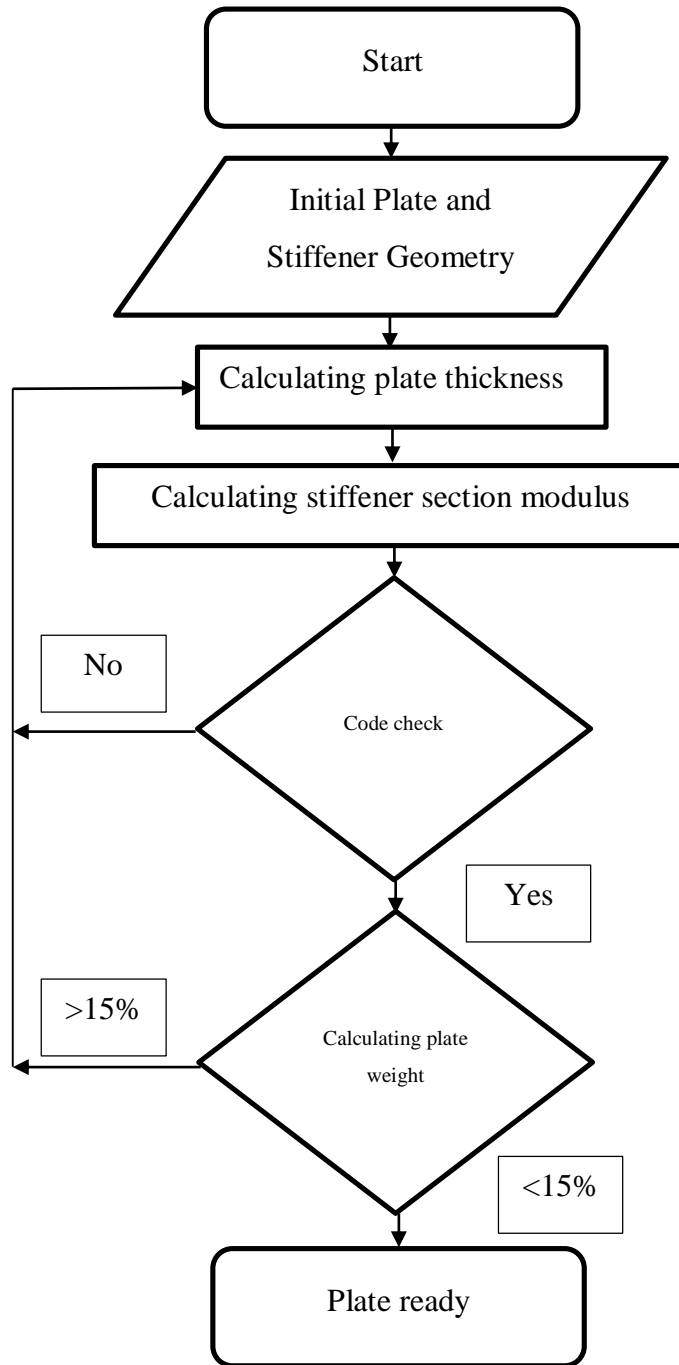 Start
Initial Plate and
Stiffener Geometry
Calculating plate thickness
Calculating stiffener section modulus
No
Code check
Yes
>15%
Calculating plate
weight
<15%
Plate ready